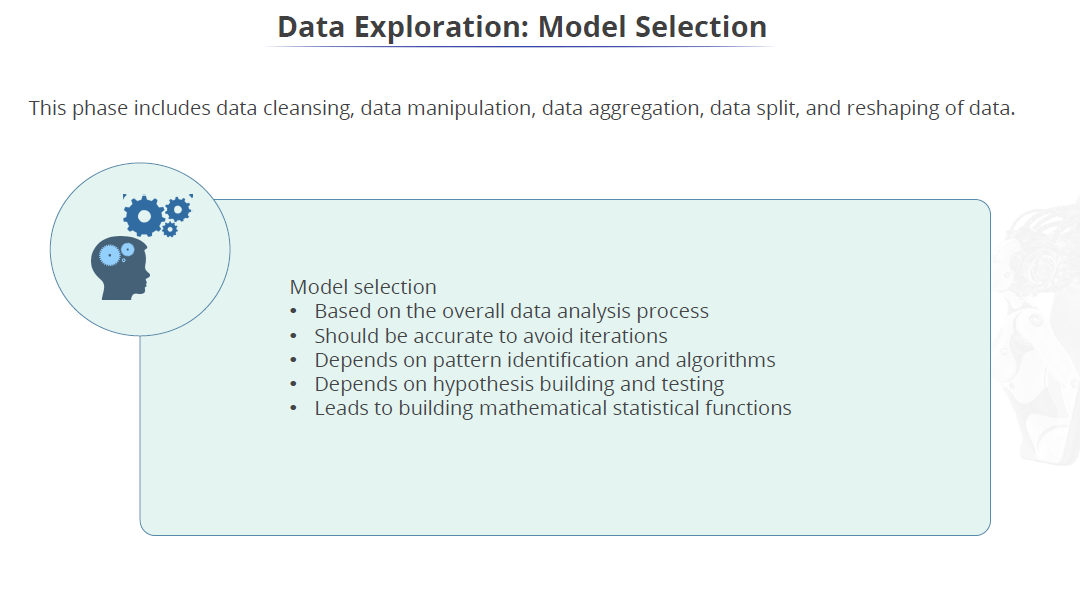 Data Exploration: Model Selection
This phase includes data cleansing, data manipulation, data aggregation, data split, and reshaping of data.
Model selection
• Based on the overall data analysis process
• Should be accurate to avoid iterations
• Depends on pattern identification and algorithms
• Depends on hypothesis building and testing
• Leads to building mathematical statistical functions